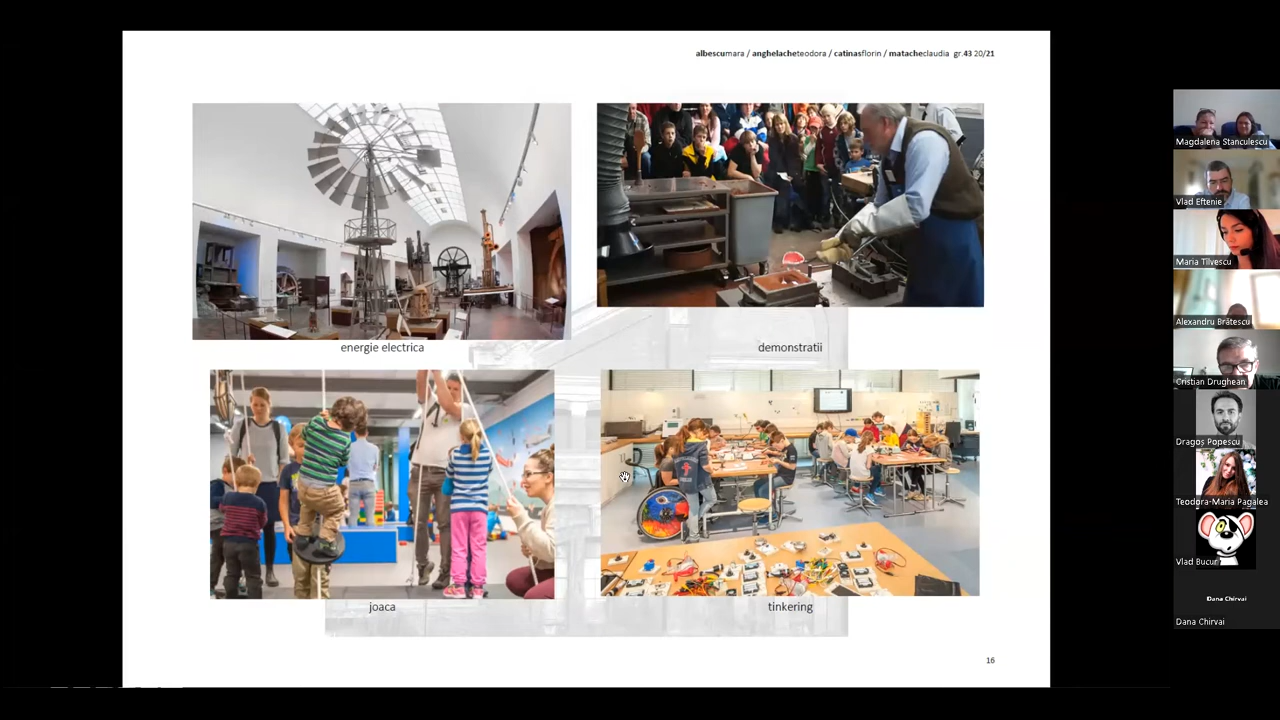 albescumara / anghelacheteodora / catinasflorin / matacheclaudia gr.43 20/21
energie electrica
demonstratii
joaca
tinkering
16
Magdalena Stanculescu
Vlad Eftenie
Maria Tilvescu
Alexandru Brătescu
Cristian Drughean
Dragoș Popescu
Teodora-Maria Pagalea
Vlad Bucur
Dana Chirvai
Dana Chirvai